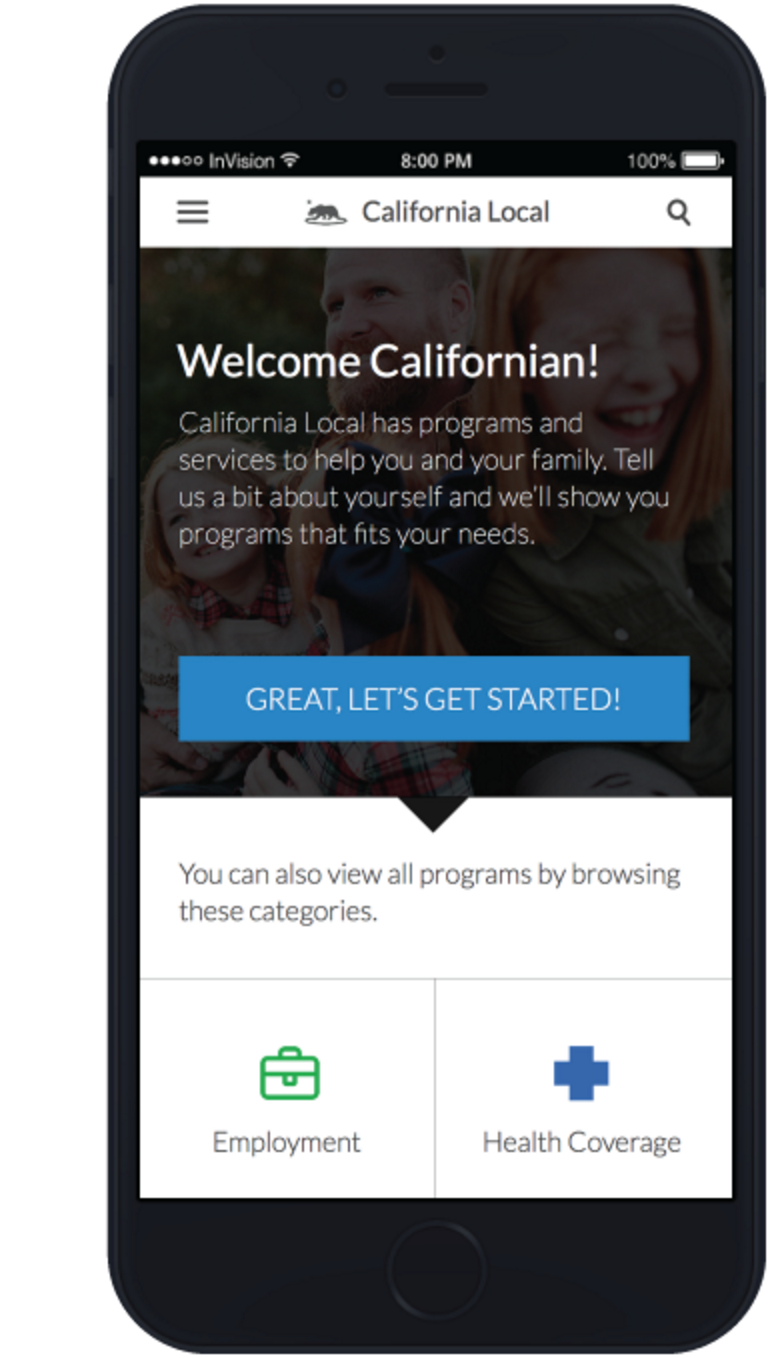 InVision 8:00 PM 100%
California Local
Welcome Californian!
California Local has programs and
services to help you and your family. Tell
us a bit about yourself and we'll show you
programs that fits your needs.
GREAT, LET'S GET STARTED!
You can also view all programs by browsing
these categories.
Employment Health Coverage